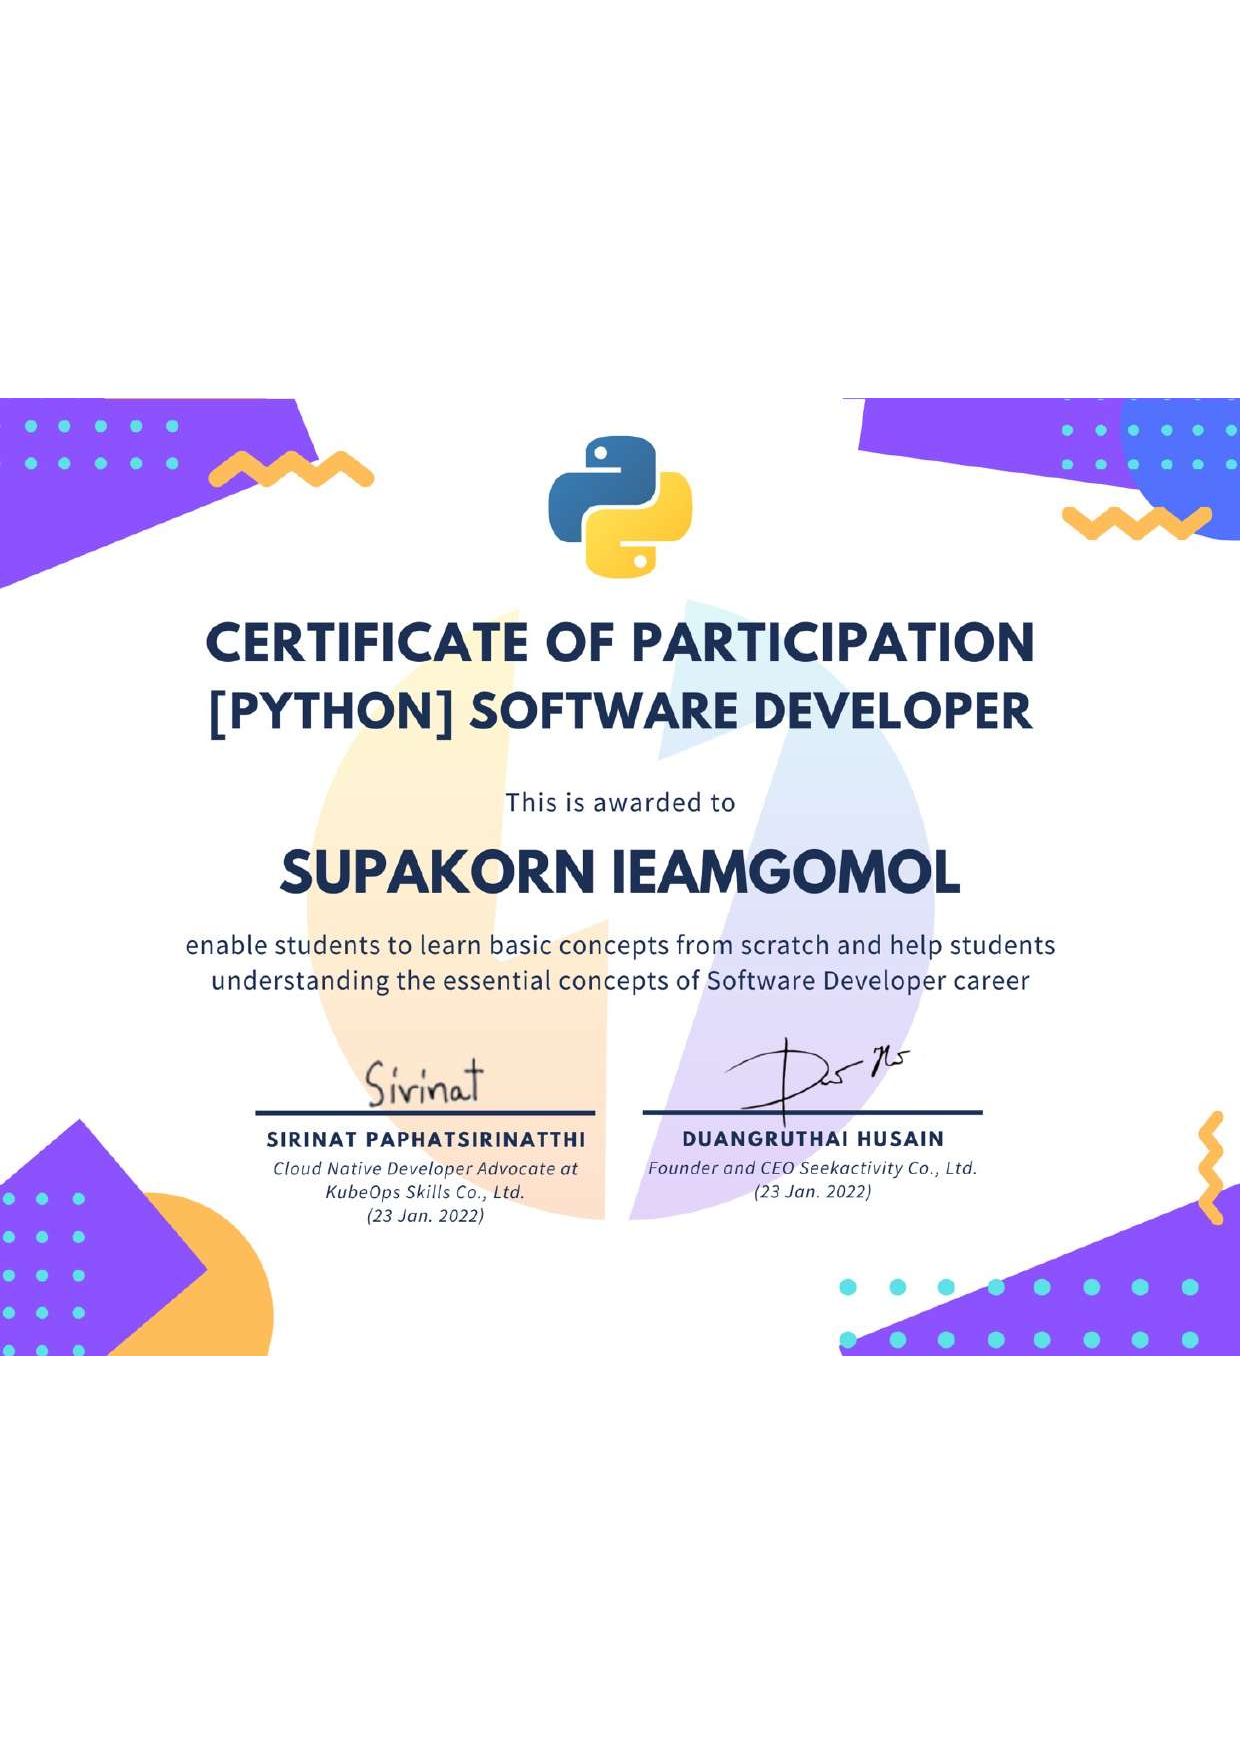 CERTIFICATE OF PARTICIPATION
[PYTHON] SOFTWARE DEVELOPER
This is awarded to
SUPAKORN IEAMGOMOL
enable students to learn basic concepts from scratch and help students
understanding the essential concepts of Software Developer career
Sirinat
SIRINAT PAPHATSIRINATTHI
Cloud Native Developer Advocate at
KubeOps Skills Co., Ltd.
(23 Jan. 2022)
DUANGRUTHAI HUSAIN
Founder and CEO Seekactivity Co., Ltd.
(23 Jan. 2022)